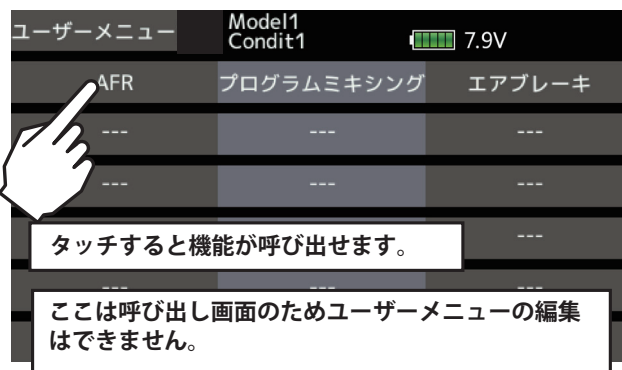 ユーザーメニュー
Model1
Condit1
7.9V
AFR
プログラムミキシング
エアブレーキ
---
---
---
---
---
---
タッチすると機能が呼び出せます。
---
ここは呼び出し画面のためユーザーメニューの編集
はできません。